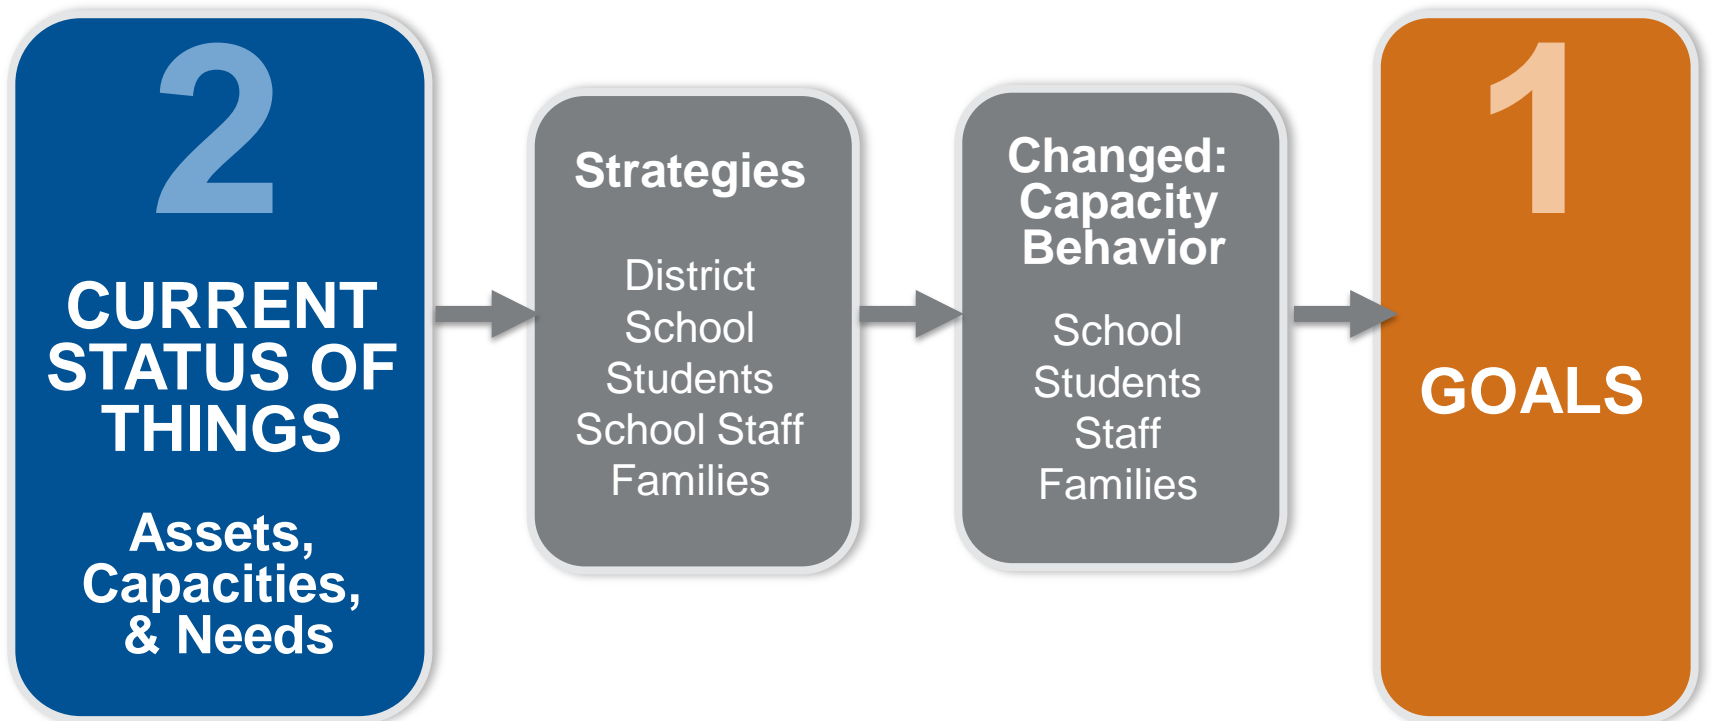 2
CURRENT
STATUS OF
THINGS
Assets,
Capacities,
& Needs
Strategies
District
School
Students
School Staff
Families
Changed:
Capacity
Behavior
School
Students
Staff
Families
1
GOALS